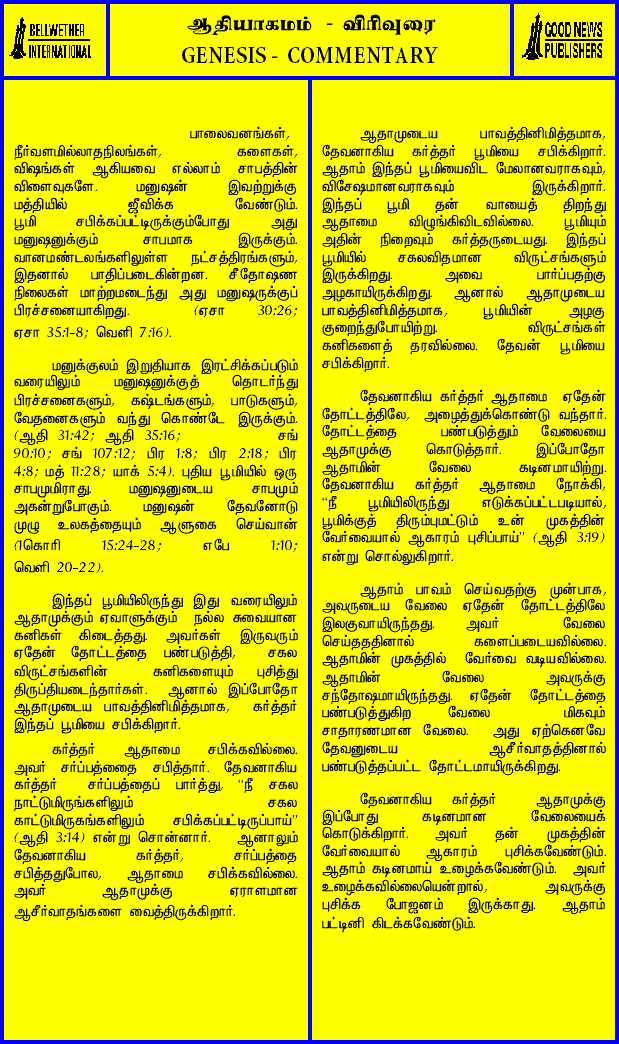 BELLWETHER
INTERNATIONAL
ஆதியாகமம் - விரிவுரை
GENESIS - COMMENTARY
GOOD NEWS
PUBLISHERS
பாலைவனங்கள்,
நீர்வளமில்லாதநிலங்கள், களைகள்,
விஷங்கள் ஆகியவை எல்லாம் சாபத்தின்
விளைவுகளே. மனுஷன் இவற்றுக்கு
மத்தியில் ஜீவிக்க வேண்டும்.
பூமி சபிக்கப்பட்டிருக்கும்போது அது
மனுஷனுக்கும் சாபமாக இருக்கும்.
வானமண்டலங்களிலுள்ள நட்சத்திரங்களும்,
இதனால் பாதிப்படைகின்றன. சீதோஷண
நிலைகள் மாற்றமடைந்து அது மனுஷருக்குப்
பிரச்சனையாகிறது. (ஏசா 30:26;
ஏசா 35:1-8; வெளி 7:16).
மனுக்குலம் இறுதியாக இரட்சிக்கப்படும்
வரையிலும் மனுஷனுக்குத் தொடர்ந்து
பிரச்சனைகளும், கஷ்டங்களும், பாடுகளும்,
வேதனைகளும் வந்து கொண்டே இருக்கும்.
(ஆதி 31:42; ஆதி 35:16; சங்
90:10; சங் 107:12; பிர 1:8; பிர 2:18; பிர
4:8; மத் 11:28; யாக் 5:4). புதிய பூமியில் ஒரு
சாபமுமிராது. மனுஷனுடைய சாபமும்
அகன்றுபோகும். மனுஷன் தேவனோடு
முழு உலகத்தையும் ஆளுகை செய்வான்
(1கொரி 15:24-28; எபே 1:10;
வெளி 20-22).
இந்தப் பூமியிலிருந்து இது வரையிலும்
ஆதாமுக்கும் ஏவாளுக்கும் நல்ல சுவையான
கனிகள் கிடைத்தது. அவர்கள் இருவரும்
ஏதேன் தோட்டத்தை பண்படுத்தி, சகல
விருட்சங்களின் கனிகளையும் புசித்து
திருப்தியடைந்தார்கள். ஆனால் இப்போதோ
ஆதாமுடைய பாவத்தினிமித்தமாக, கர்த்தர்
இந்தப் பூமியை சபிக்கிறார்.
கர்த்தர் ஆதாமை சபிக்கவில்லை.
அவர் சர்ப்பத்தைை சபித்தார். தேவனாகிய
கர்த்தர் சர்ப்பத்தைப் பார்த்து, "நீ சகல
நாட்டுமிருங்களிலும் சகல
காட்டுமிருகங்களிலும் சபிக்கப்பட்டிருப்பாய்"
(ஆதி 3:14) என்று சொன்னார். ஆனாலும்
தேவனாகிய கர்த்தர், சர்ப்பத்தை
சபித்ததுபோல, ஆதாமை சபிக்கவில்லை.
அவர் ஆதாமுக்கு ஏராளமான
ஆசீர்வாதங்களை வைத்திருக்கிறார்.
ஆதாமுடைய பாவத்தினிமித்தமாக,
தேவனாகிய கர்த்தர் பூமியை சபிக்கிறார்.
ஆதாம் இந்தப் பூமியைவிட மேலானவராகவும்,
விசேஷமானவராகவும் இருக்கிறார்.
இந்தப் பூமி தன் வாயைத் திறந்து
ஆதாமை விழுங்கிவிடவில்லை. பூமியும்
அதின் நிறைவும் கர்த்தருடையது. இந்தப்
பூமியில் சகலவிதமான விருட்சங்களும்
இருக்கிறது. அவை பார்ப்பதற்கு
அழகாயிருக்கிறது. ஆனால் ஆதாமுடைய
பாவத்தினிமித்தமாக, பூமியின் அழகு
குறைந்துபோயிற்று. விருட்சங்கள்
கனிகளைத் தரவில்லை. தேவன் பூமியை
சபிக்கிறார்.
தேவனாகிய கர்த்தர் ஆதாமை ஏதேன்
தோட்டத்திலே, அழைத்துக்கொண்டு வந்தார்.
தோட்டத்தை பண்படுத்தும் வேலையை
ஆதாமுக்கு கொடுத்தார். இப்போதோ
ஆதாமின் வேலை கடினமாயிற்று.
தேவனாகிய கர்த்தர் ஆதாமை நோக்கி,
"நீ பூமியிலிருந்து எடுக்கப்பட்டபடியால்,
பூமிக்குத் திரும்புமட்டும் உன் முகத்தின்
வேர்வையால் ஆகாரம் புசிப்பாய்" (ஆதி 3:19)
என்று சொல்லுகிறார்.
ஆதாம் பாவம் செய்வதற்கு முன்பாக,
அவருடைய வேலை ஏதேன் தோட்டத்திலே
இலகுவாயிருந்தது. அவர் வேலை
செய்தததினால் களைப்படையவில்லை.
ஆதாமின் முகத்தில் வேர்வை வடியவில்லை.
ஆதாமின் வேலை அவருக்கு
சந்தோஷமாயிருந்தது. ஏதேன் தோட்டத்தை
பண்படுத்துகிற வேலை மிகவும்
சாதாரணமான வேலை. அது ஏற்கெனவே
தேவனுடைய ஆசீர்வாதத்தினால்
பண்படுத்தப்பட்ட தோட்டமாயிருக்கிறது.
தேவனாகிய கர்த்தர் ஆதாமுக்கு
இப்போது கடினமான வேலையைக்
கொடுக்கிறார். அவர் தன் முகத்தின்
வேர்வையால் ஆகாரம் புசிக்கவேண்டும்.
ஆதாம் கடினமாய் உழைக்கவேண்டும். அவர்
உழைக்கவில்லையென்றால், அவருக்கு
புசிக்க போஜனம் இருக்காது. ஆதாம்
பட்டினி கிடக்கவேண்டும்.